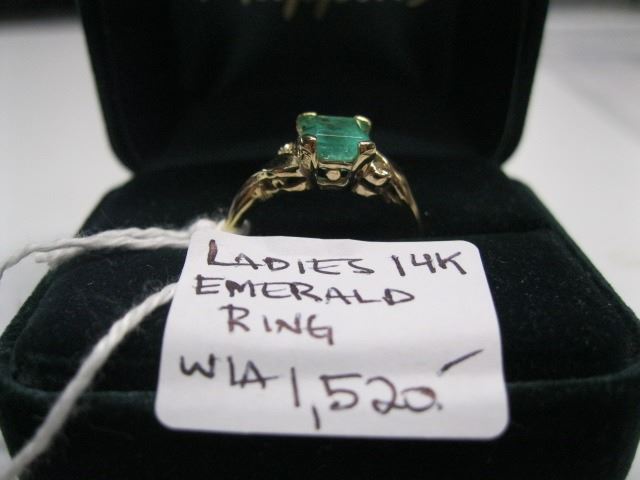 LADIES 14K
EMERALD
RING
W/A 1,520.-